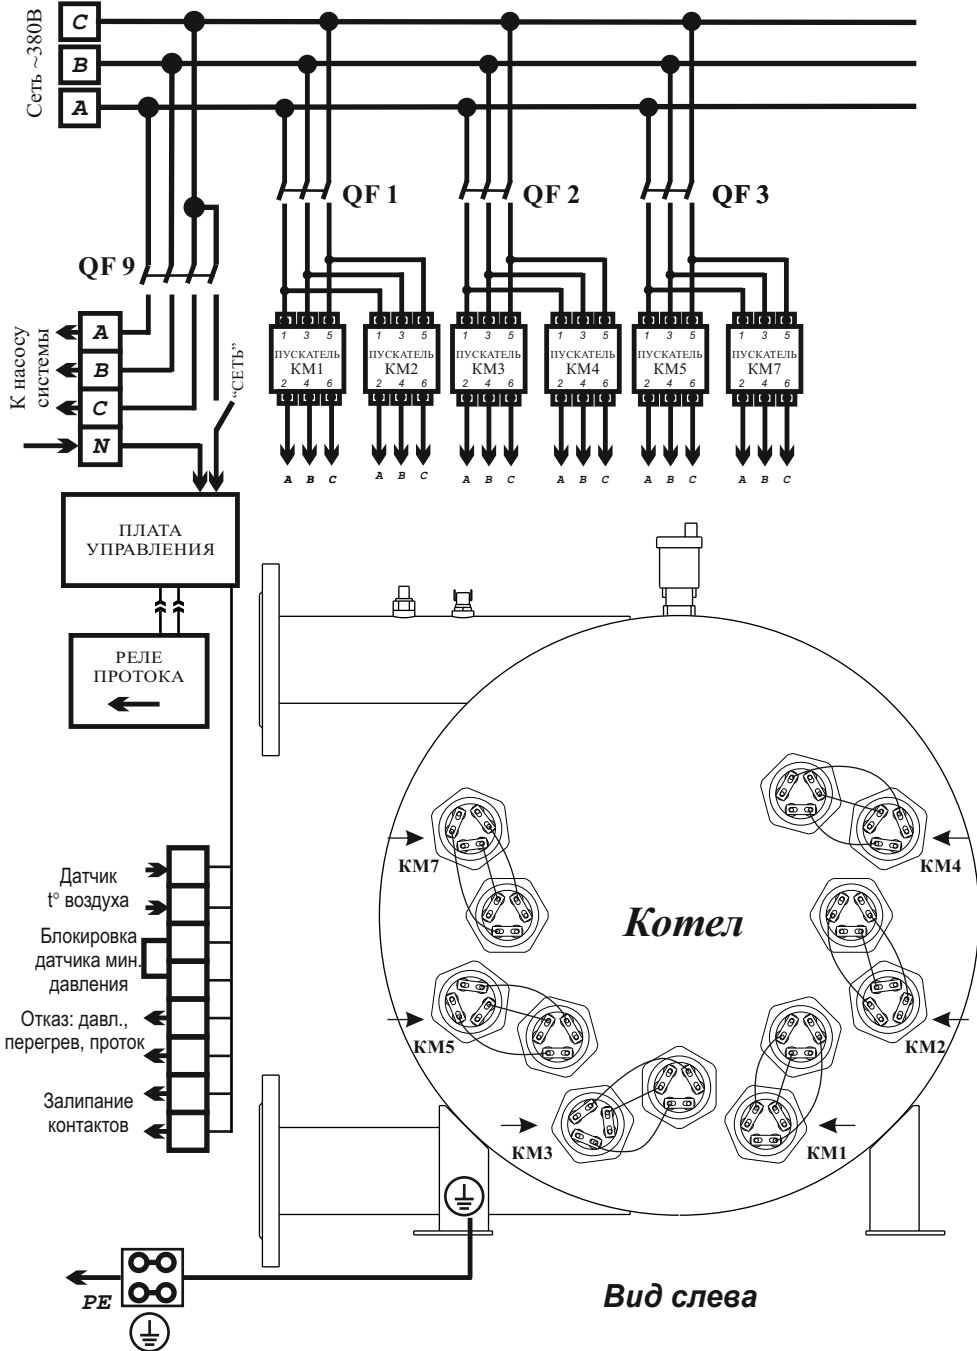 Сеть ~380В
C
B
A
QF 1
QF 2
QF 3
QF 9
К насосу
системы
A
B
C
N
"СЕТЬ"
1 3 5
ПУСКАТЕЛЬ
КМ1
2 4 6
A B C
1 3 5
ПУСКАТЕЛЬ
КМ2
2 4 6
A B C
1 3 5
ПУСКАТЕЛЬ
КМ3
2 4 6
A B C
1 3 5
ПУСКАТЕЛЬ
КМ4
2 4 6
A B C
1 3 5
ПУСКАТЕЛЬ
КМ5
2 4 6
A B C
1 3 5
ПУСКАТЕЛЬ
КМ7
2 4 6
A B C
ПЛАТА
УПРАВЛЕНИЯ
РЕЛЕ
ПРОТОКА
Датчик
t° воздуха
Блокировка
датчика мин.
давления
Отказ: давл.,
перегрев, проток
Залипание
контактов
КМ7
КМ4
Котел
КМ5
КМ2
КМ3
КМ1
PE
Вид слева